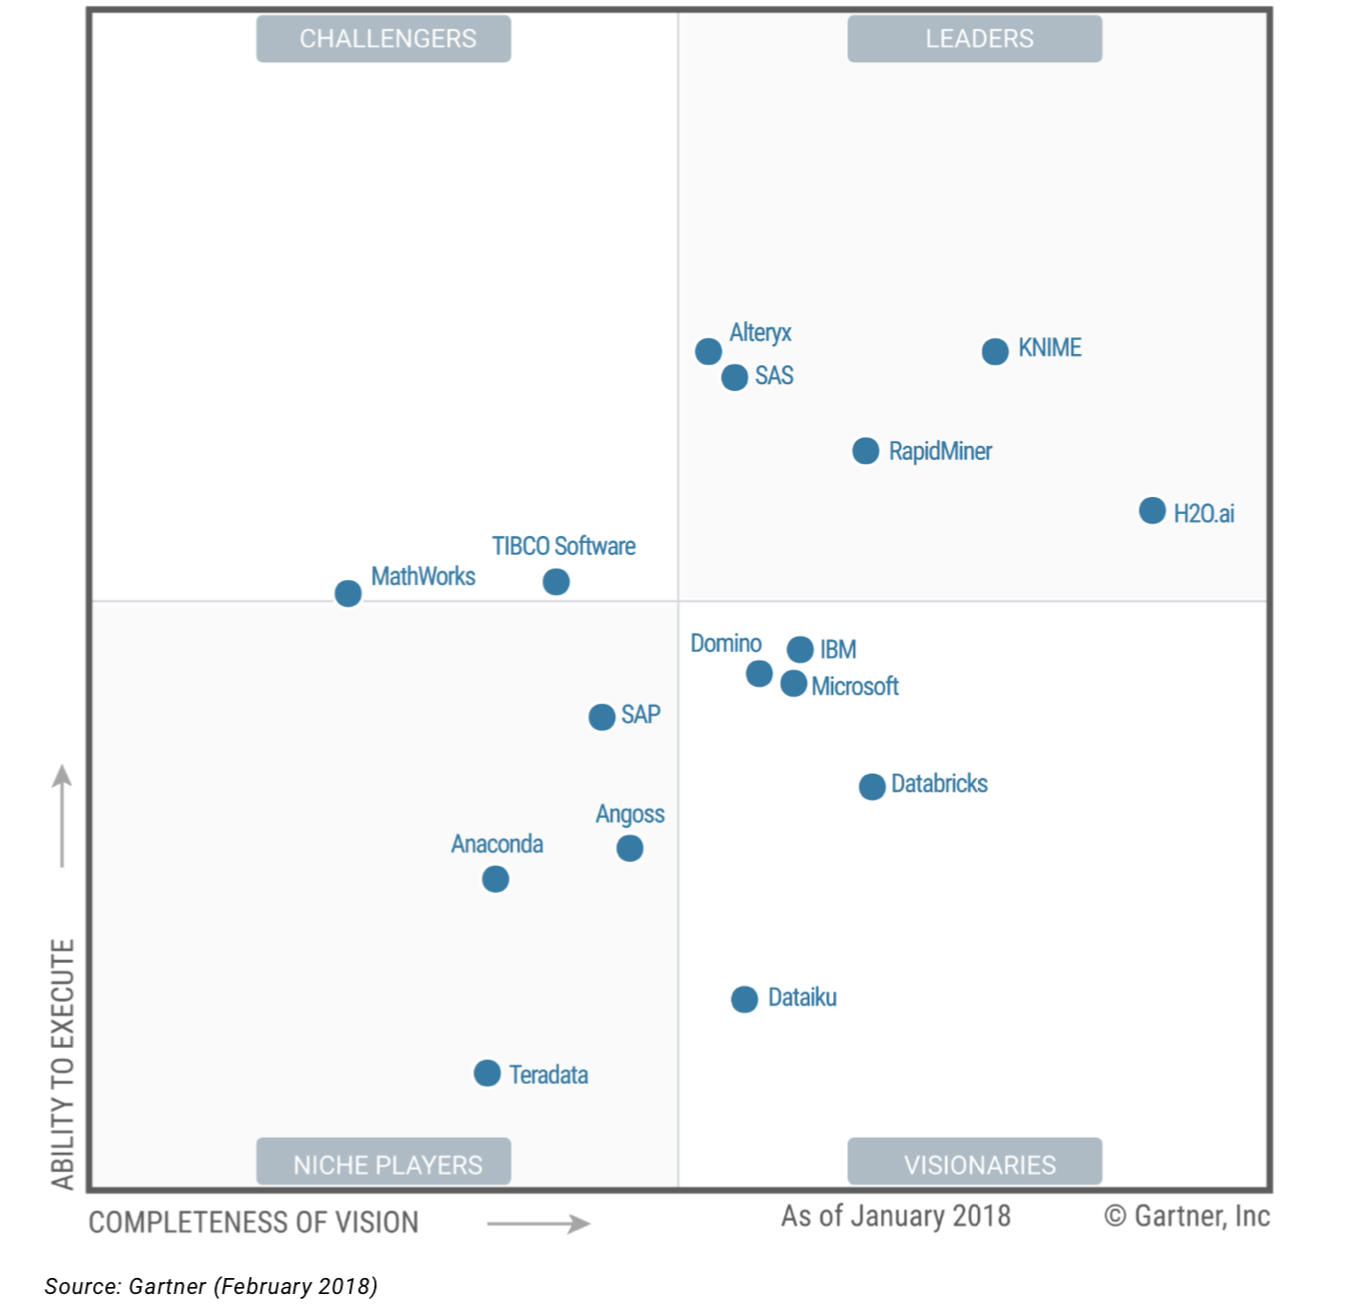 CHALLENGERS
LEADERS
Alteryx
KNIME
SAS
RapidMiner
H2O.ai
TIBCO Software
MathWorks
Domino
IBM
Microsoft
SAP
Databricks
Angoss
Anaconda
Dataiku
Teradata
ABILITY TO EXECUTE
NICHE PLAYERS
VISIONARIES
COMPLETENESS OF VISION
As of January 2018
© Gartner, Inc
Source: Gartner (February 2018)